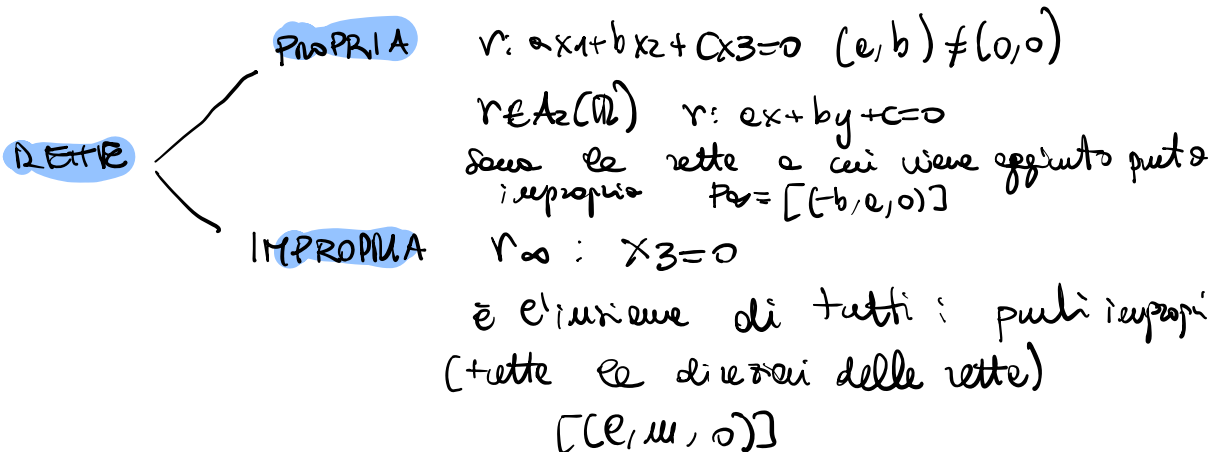 PROPRIA r: ax1+bx2+Cx3=0 (a,b)≠(0,0)
r∈A2(R) r: ax+by+c=0
RETTE
sono le rette a cui viene aggiunto punto
improprio P∞=[(-b,a,0)]
IMPROPRIA r∞: x3=0
è l'insieme di tutti i punti impropri
(tutte le direzioni delle rette)
[(l,m,0)]